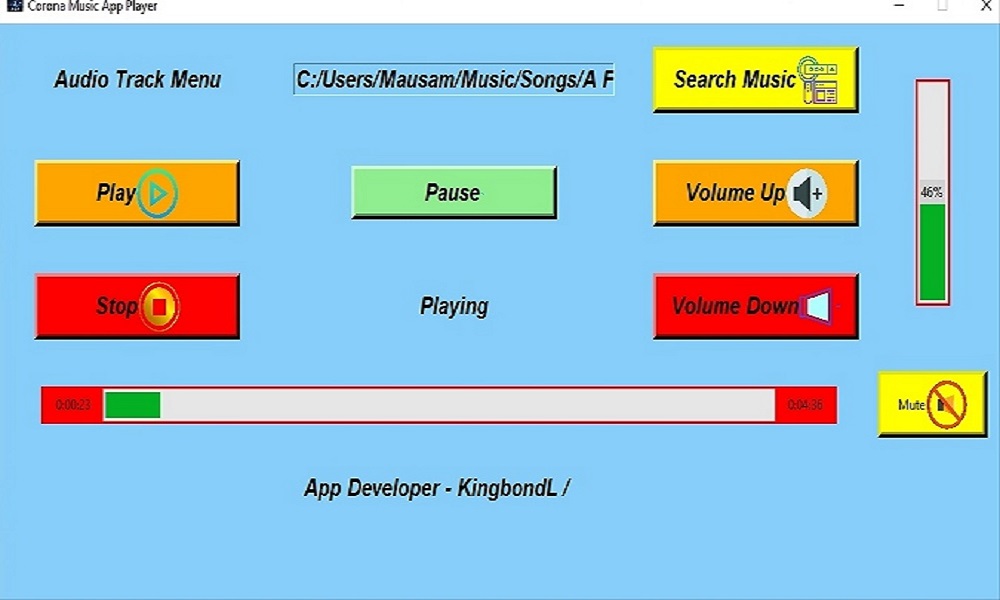 Corona Music App Player
Audio Track Menu
C:/Users/Mausam/Music/Songs/A F
Search Music
Play
Pause
Volume Up
46%
Stop
Playing
Volume Down
0:00:23
0:04:36
Mute
App Developer - KingbondL /